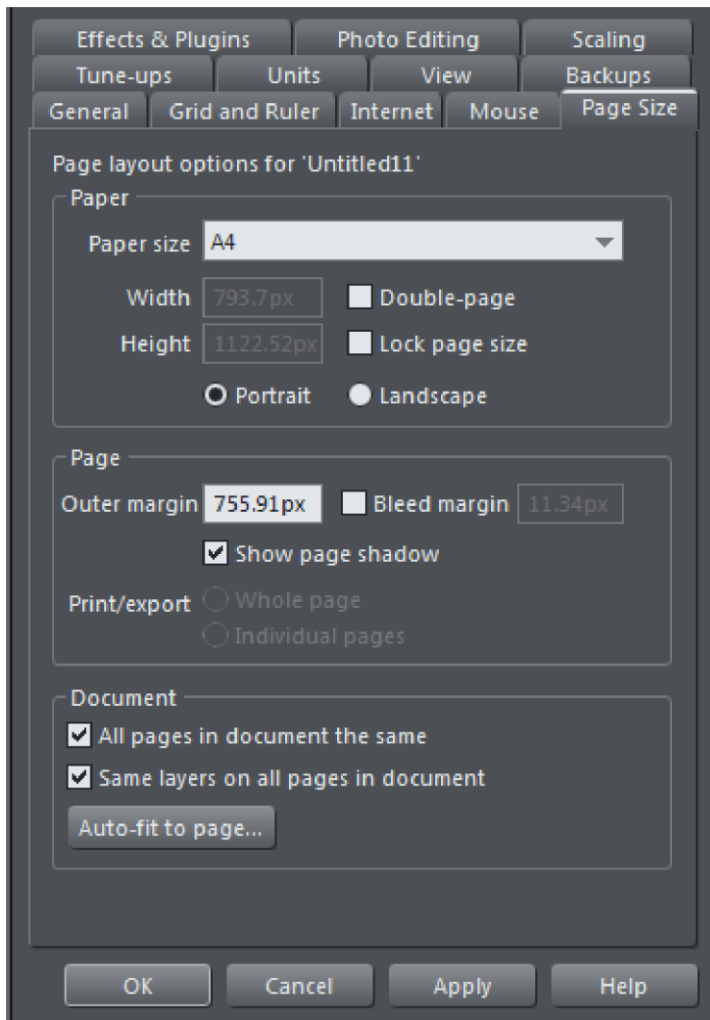 Effects & Plugins Photo Editing Scaling
Tune-ups Units View Backups
General Grid and Ruler Internet Mouse Page Size
Page layout options for 'Untitled11'
Paper
Paper size A4
Width 793.7px Double-page
Height 1122.52px Lock page size
Portrait Landscape
Page
Outer margin 755.91px Bleed margin 11.34px
Show page shadow
Print/export Whole page
Individual pages
Document
All pages in document the same
Same layers on all pages in document
Auto-fit to page...
OK Cancel Apply Help